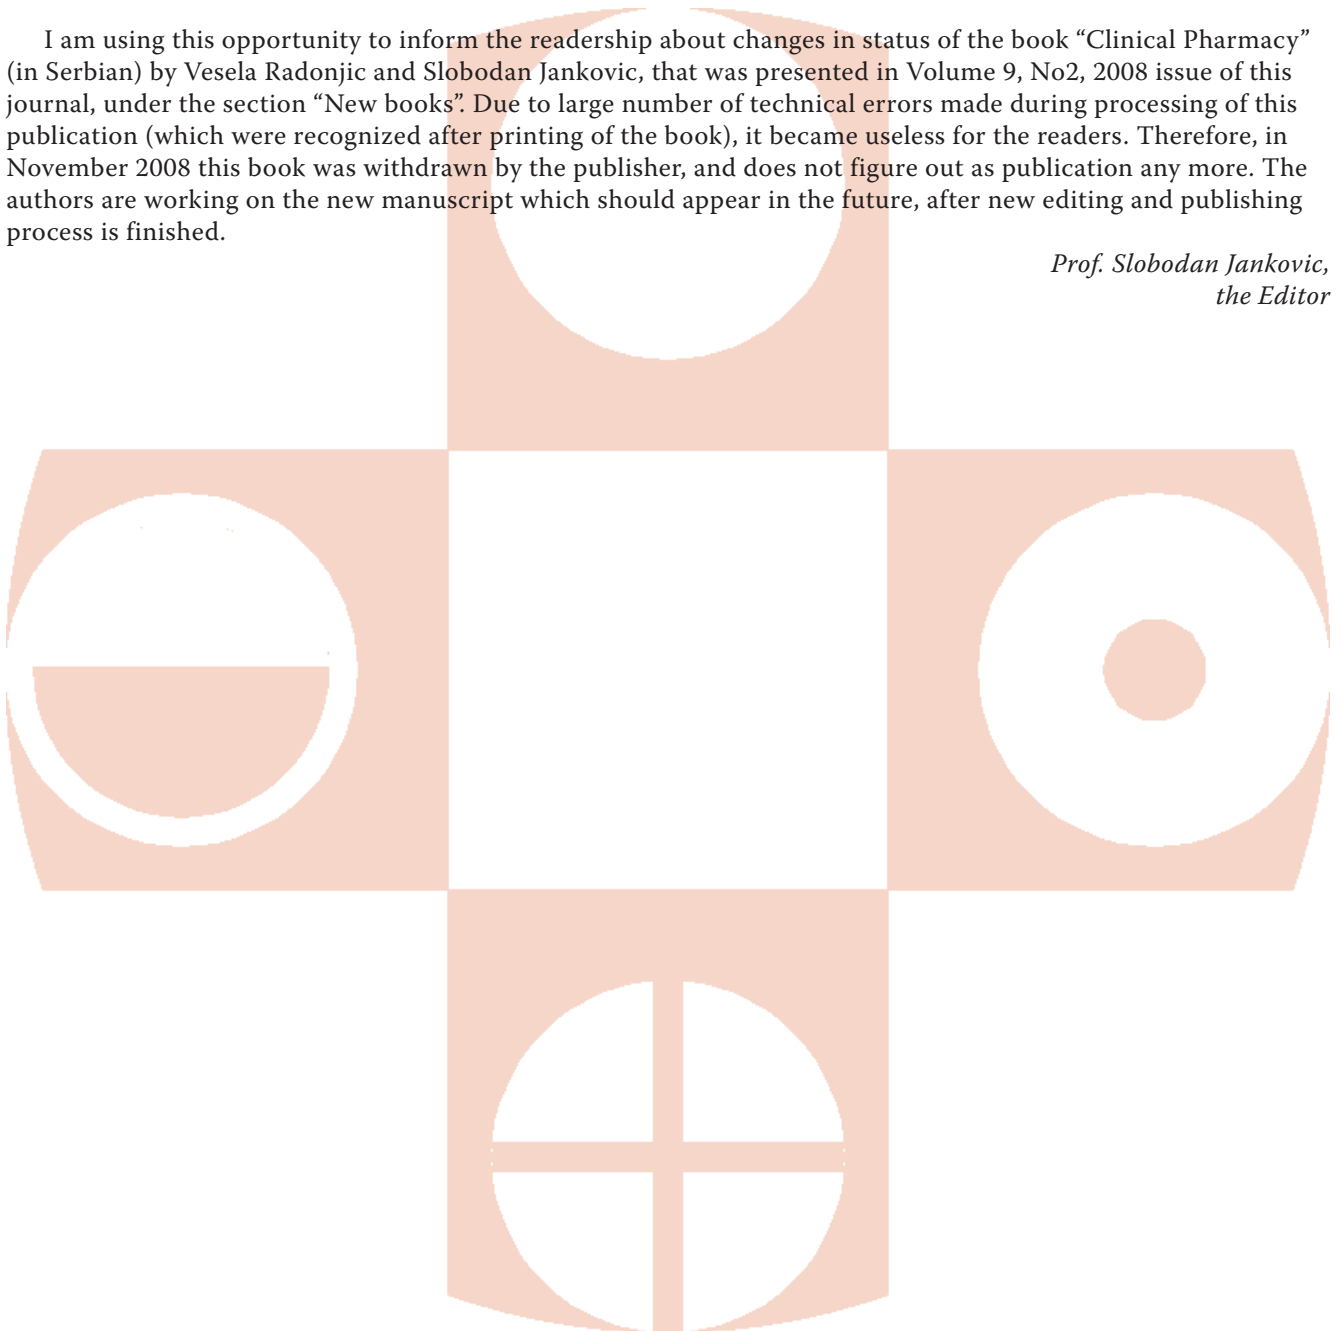 I am using this opportunity to inform the readership about changes in status of the book “Clinical Pharmacy”
(in Serbian) by Vesela Radonjic and Slobodan Jankovic, that was presented in Volume 9, No2, 2008 issue of this
journal, under the section “New books”. Due to large number of technical errors made during processing of this
publication (which were recognized after printing of the book), it became useless for the readers. Therefore, in
November 2008 this book was withdrawn by the publisher, and does not figure out as publication any more. The
authors are working on the new manuscript which should appear in the future, after new editing and publishing
process is finished.
Prof. Slobodan Jankovic,
the Editor